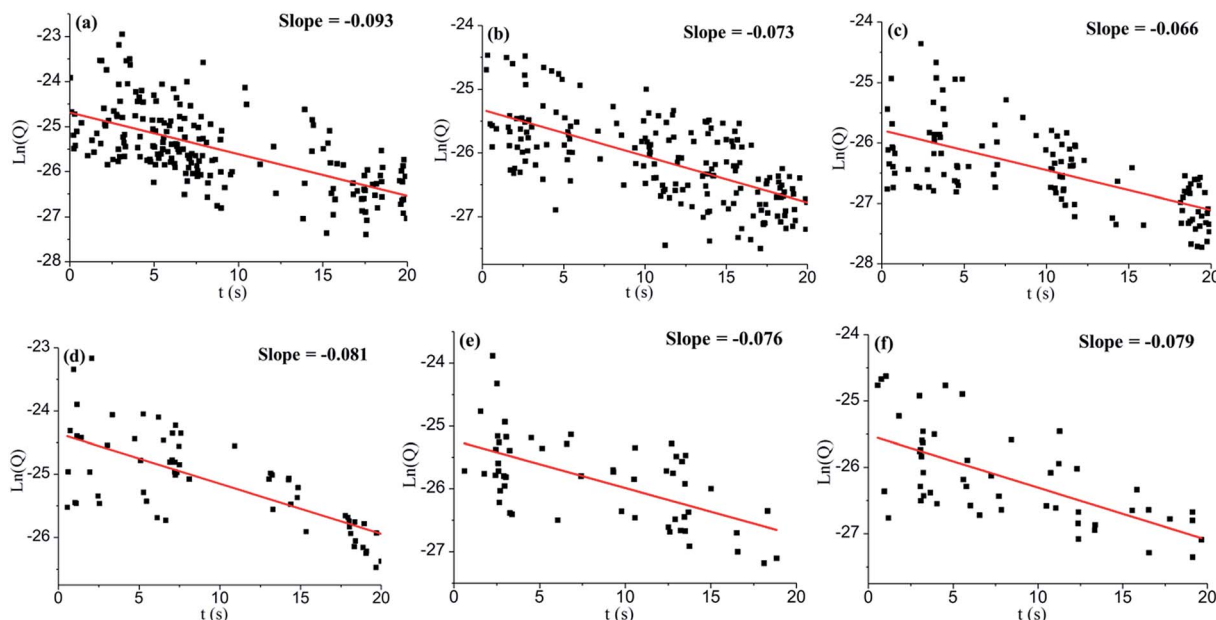 (a)
Slope = -0.093
-23
-24
-25
-26
-27
-28
Ln(Q)
0 5 10 15 20
t (s)
(b)
Slope = -0.073
-24
-25
-26
-27
Ln(Q)
0 5 10 15 20
t (s)
(c)
Slope = -0.066
-24
-25
-26
-27
-28
Ln(Q)
0 5 10 15 20
t (s)
(d)
Slope = -0.081
-23
-24
-25
-26
Ln(Q)
0 5 10 15 20
t (s)
(e)
Slope = -0.076
-24
-25
-26
-27
Ln(Q)
0 5 10 15 20
t (s)
(f)
Slope = -0.079
-24
-25
-26
-27
Ln(Q)
0 5 10 15 20
t (s)